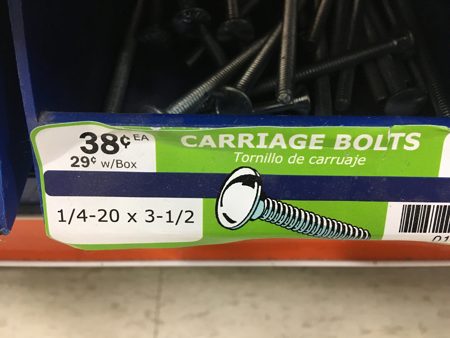 38¢ EA
29¢ w/Box
CARRIAGE BOLTS
Tornillo de carruaje
1/4-20 x 3-1/2